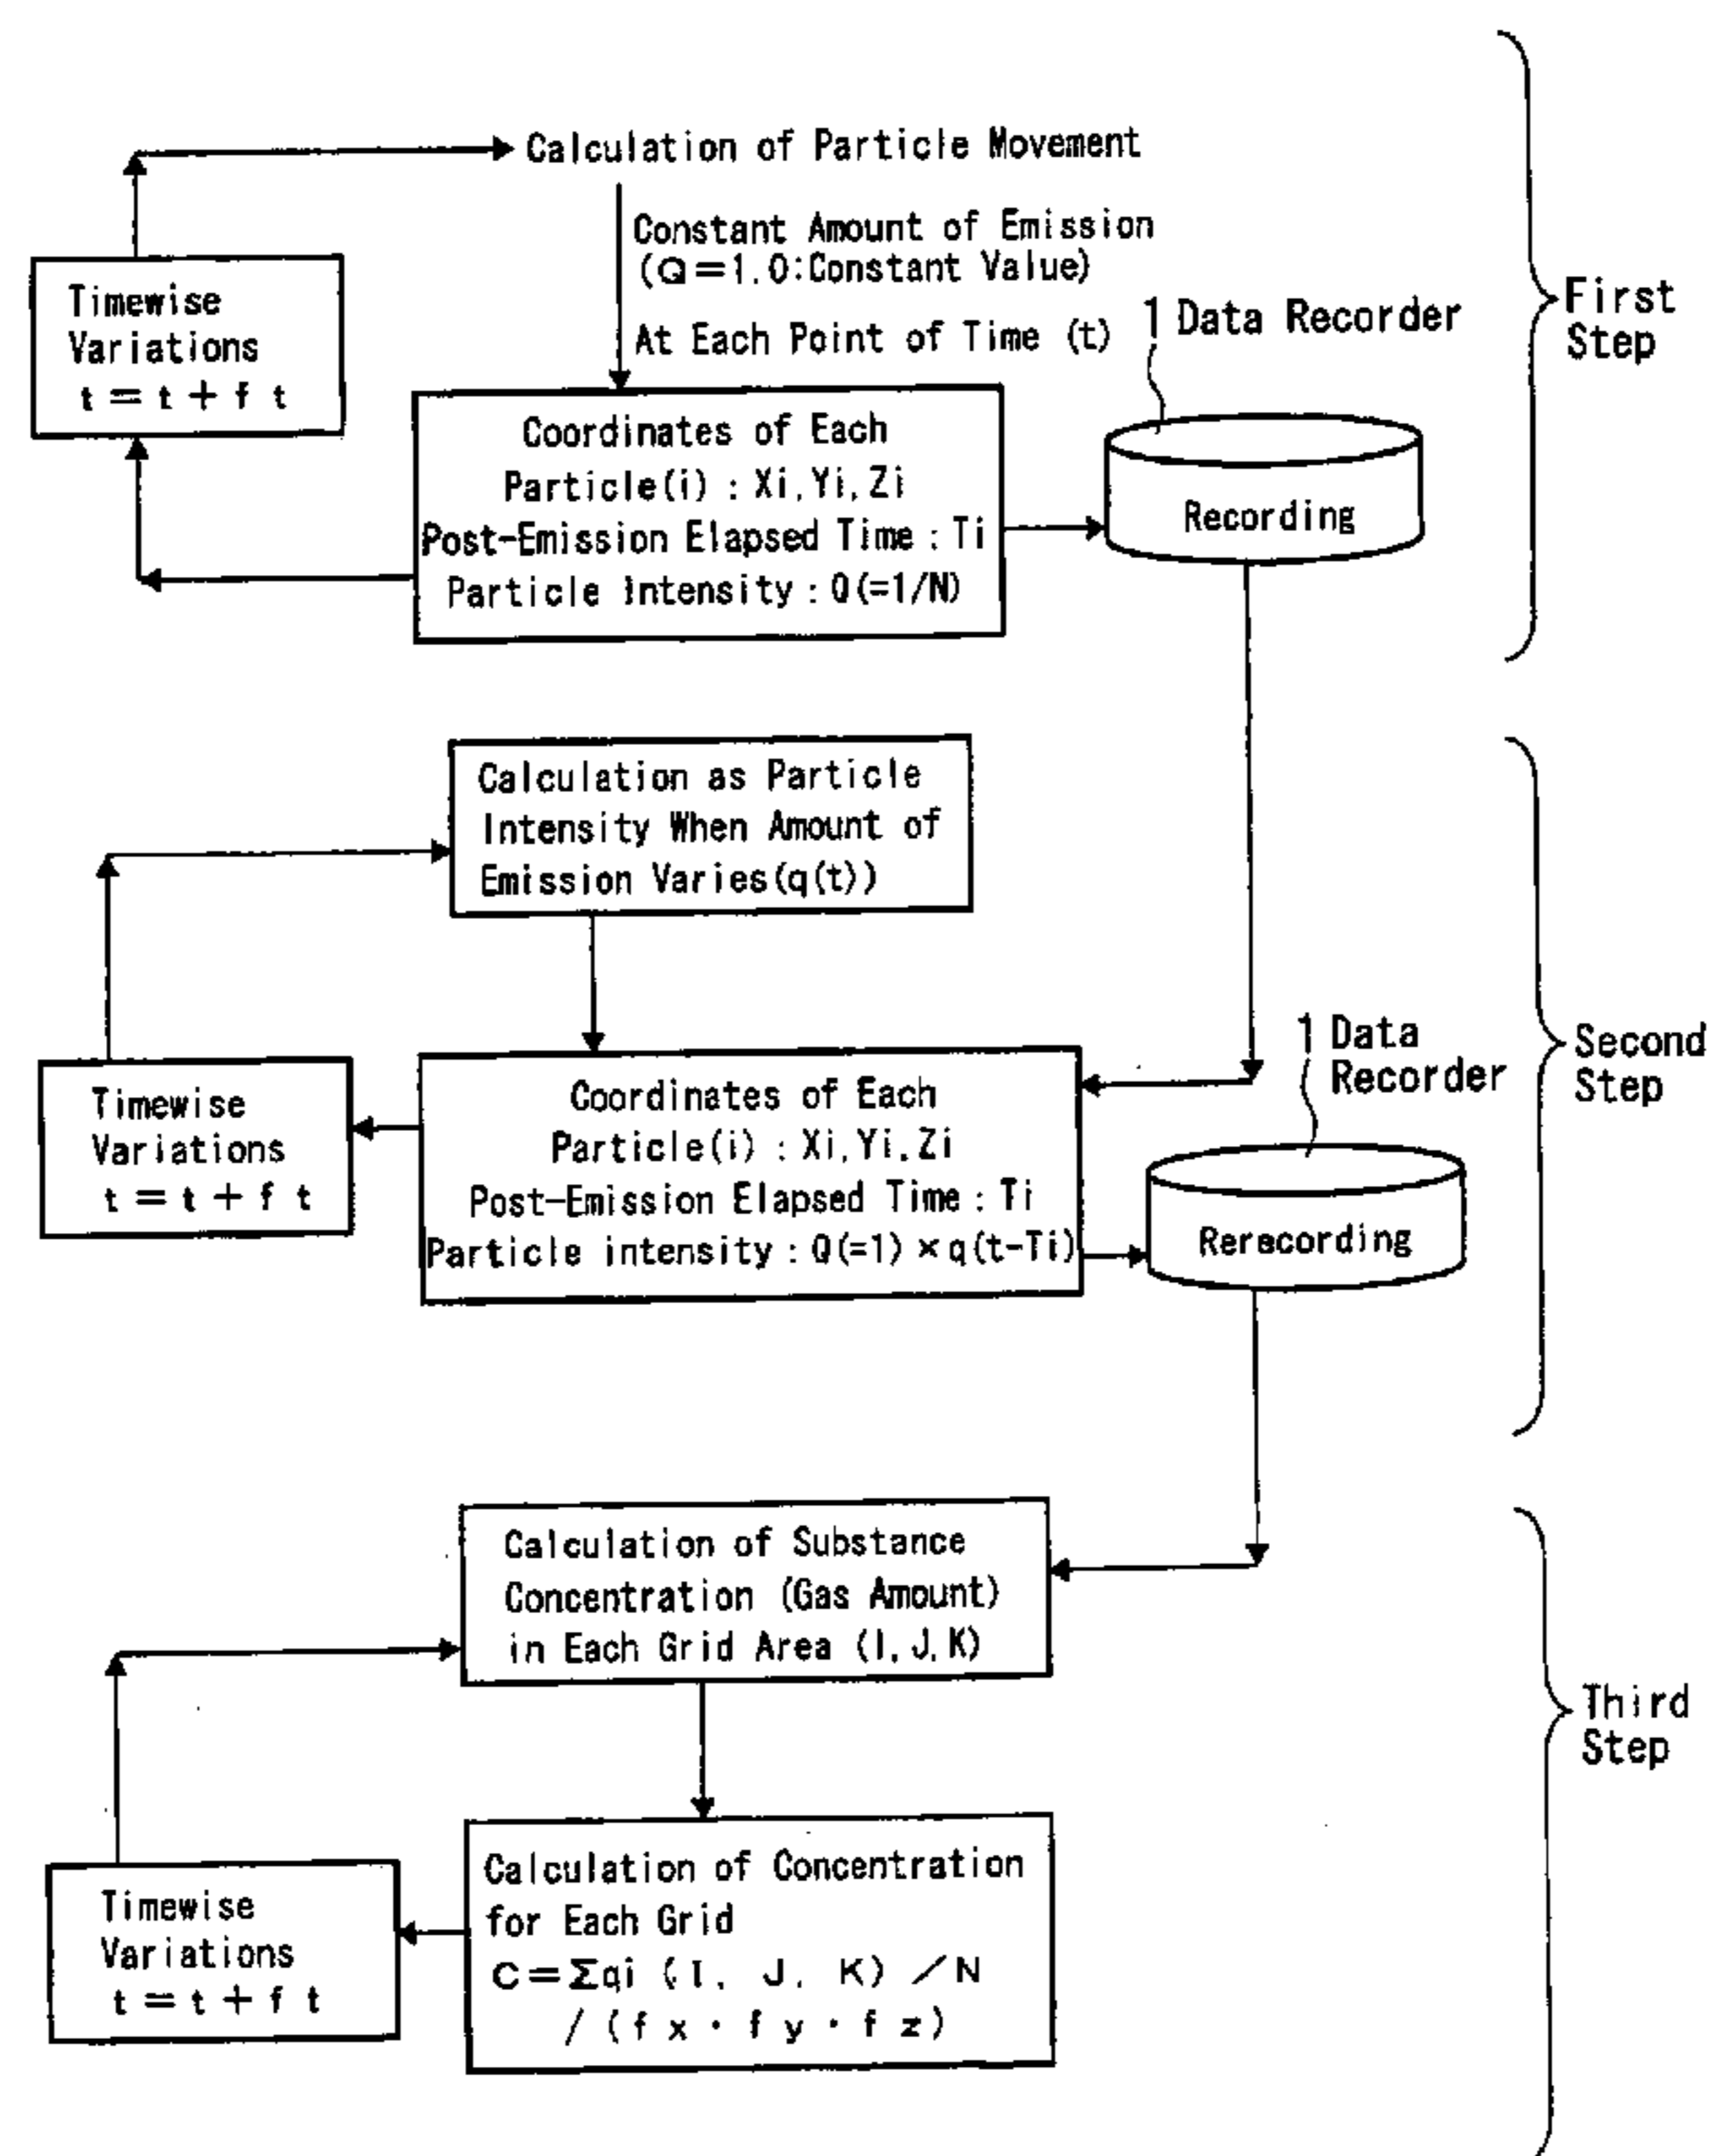 Calculation of Particle Movement
Constant Amount of Emission
(Q=1.0:Constant Value)
At Each Point of Time (t)
Timewise
Variations
t = t + f t
1 Data Recorder
First
Step
Coordinates of Each
Particle(i) : Xi, Yi, Zi
Post-Emission Elapsed Time : Ti
Particle Intensity : Q(=1/N)
Recording
Calculation as Particle
Intensity When Amount of
Emission Varies(q(t))
1 Data
Recorder
Second
Step
Timewise
Variations
t = t + f t
Coordinates of Each
Particle(i) : Xi, Yi, Zi
Post-Emission Elapsed Time : Ti
Particle intensity : Q(=1) × q(t-Ti)
Rerecording
Calculation of Substance
Concentration (Gas Amount)
in Each Grid Area (I, J, K)
Third
Step
Timewise
Variations
t = t + f t
Calculation of Concentration
for Each Grid
C=Σqi (I, J, K) /N
/ (f x · f y · f z)